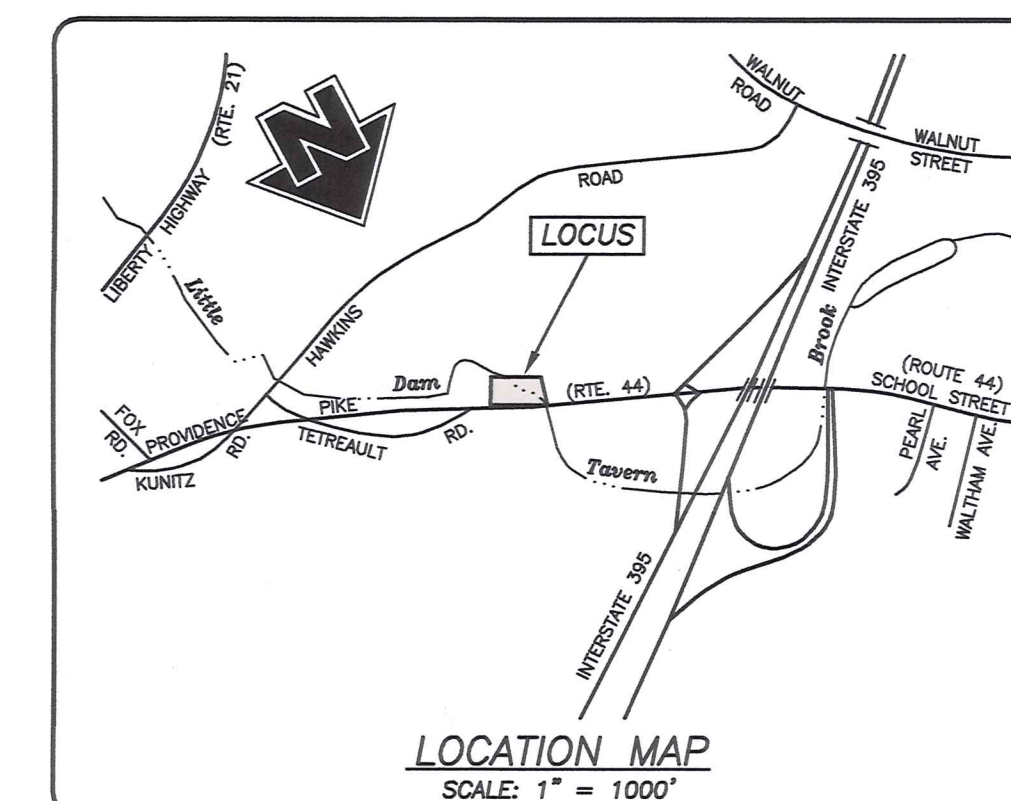 LIBERTY HIGHWAY (RTE. 21)
N
WALNUT ROAD
WALNUT STREET
ROAD
LOCUS
INTERSTATE 395
Brook
Little
HAWKINS
Dam
(RTE. 44)
(ROUTE 44)
SCHOOL STREET
FOX RD.
PROVIDENCE
PIKE
KUNITZ
RD.
TETREAULT
RD.
PEARL AVE.
WALTHAM AVE.
Tavern
INTERSTATE 395
LOCATION MAP
SCALE: 1" = 1000'